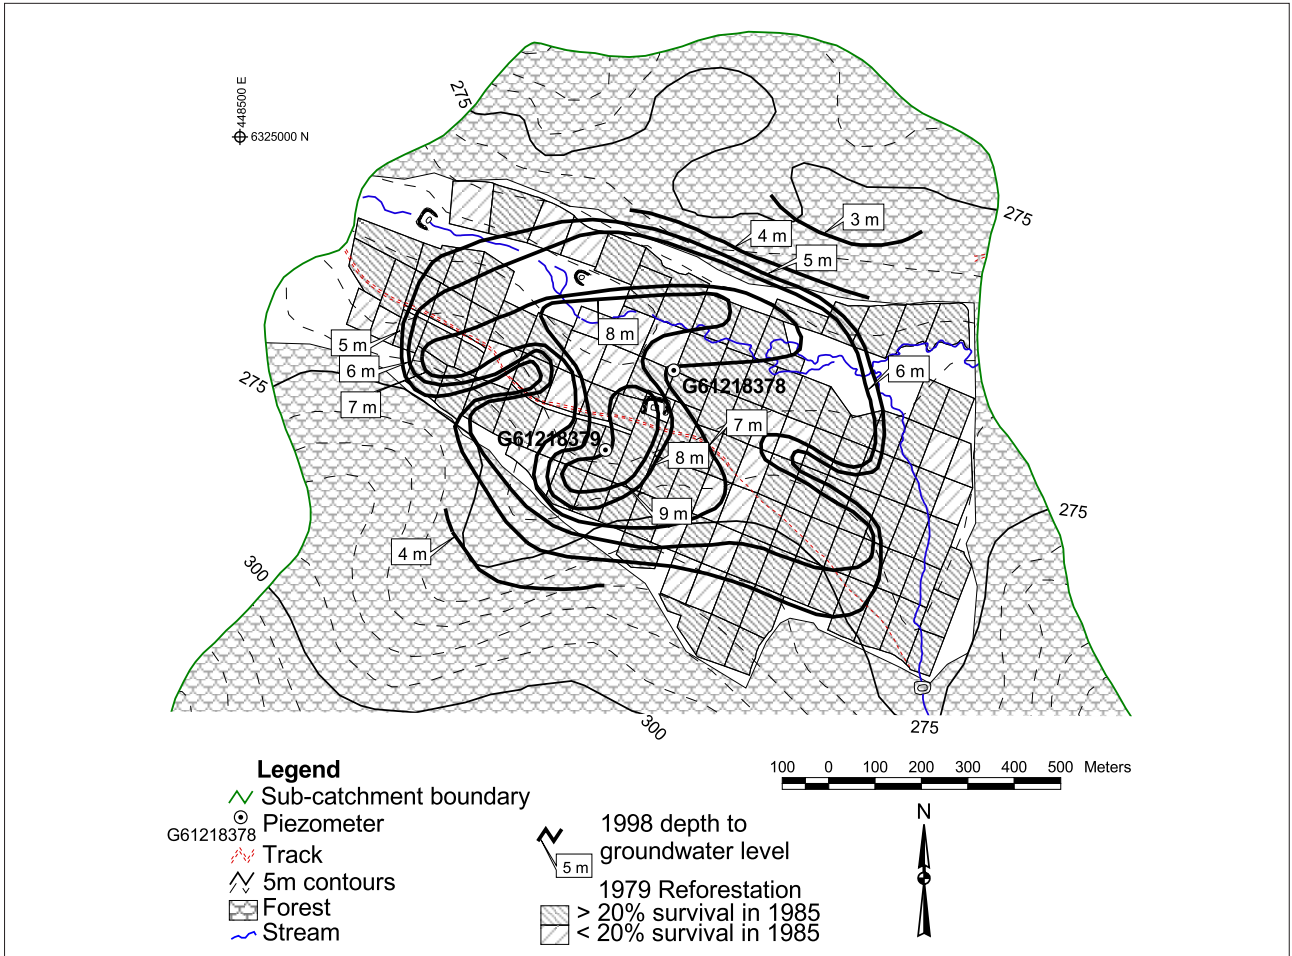 275
448500 E
6325000 N
275
3 m
4 m
5 m
8 m
5 m
6 m
6 m
275
G61218378
7 m
7 m
G61218379
8 m
9 m
275
4 m
300
300
275
100 0 100 200 300 400 500 Meters
Legend
Sub-catchment boundary
Piezometer
G61218378
Track
5m contours
Forest
Stream
1998 depth to
groundwater level
5 m
1979 Reforestation
> 20% survival in 1985
< 20% survival in 1985
N